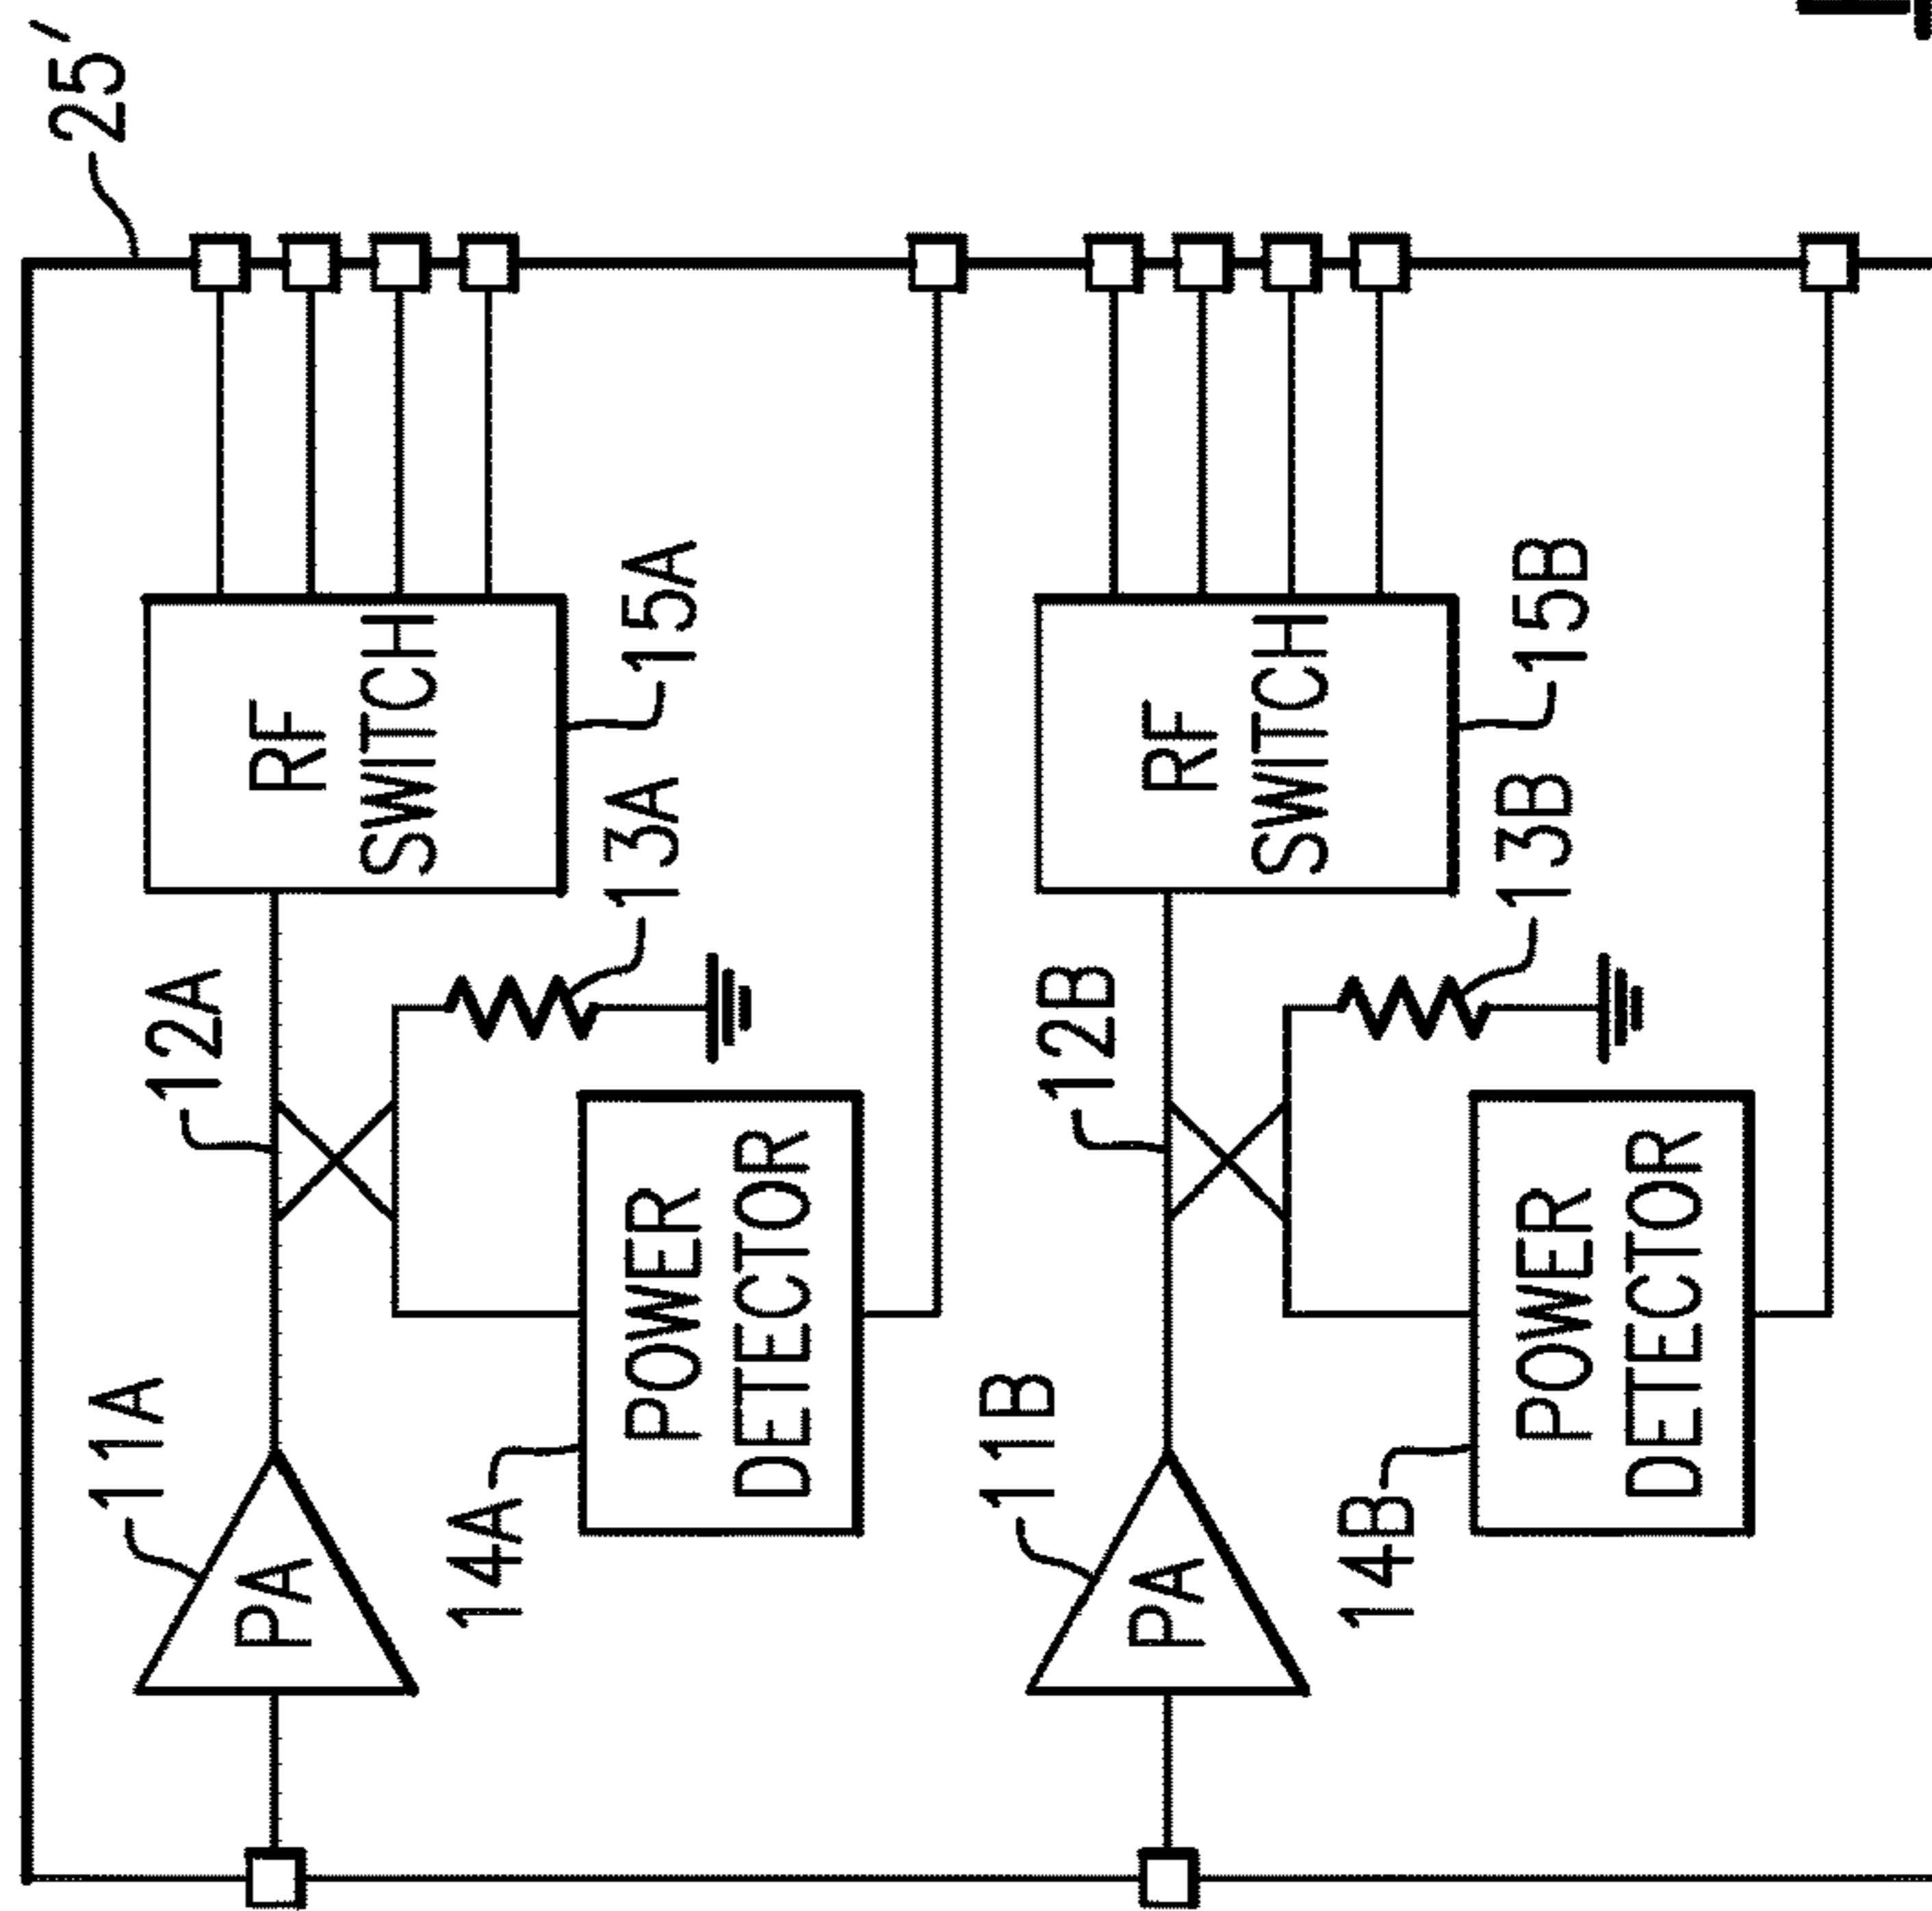 25'
11A
PA
12A
RF
SWITCH
15A
13A
14A
POWER
DETECTOR
11B
PA
12B
RF
SWITCH
15B
13B
14B
POWER
DETECTOR